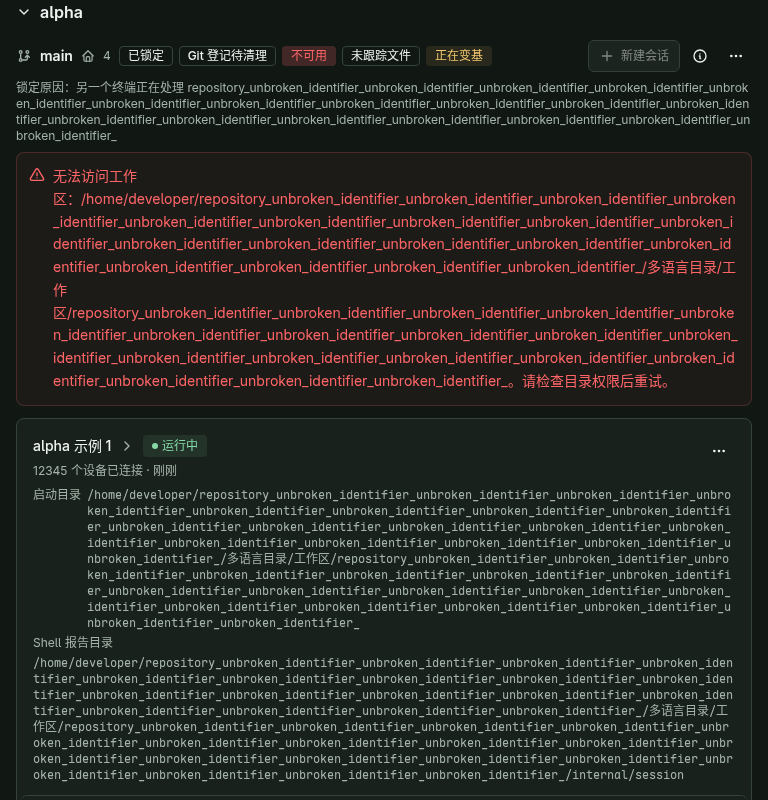 alpha
main 4 已锁定 Git 登记待清理 不可用 未跟踪文件 正在变基 新建会话
锁定原因：另一个终端正在处理 repository_unbroken_identifier_unbroken_identifier_unbroken_identifier_unbroken_identifier_unbrok
en_identifier_unbroken_identifier_unbroken_identifier_unbroken_identifier_unbroken_identifier_unbroken_identifier_unbroken_iden
tifier_unbroken_identifier_unbroken_identifier_unbroken_identifier_unbroken_identifier_unbroken_identifier_unbroken_identifier_un
broken_identifier_
无法访问工作
区：/home/developer/repository_unbroken_identifier_unbroken_identifier_unbroken_identifier_unbroken
_identifier_unbroken_identifier_unbroken_identifier_unbroken_identifier_unbroken_identifier_unbroken_i
dentifier_unbroken_identifier_unbroken_identifier_unbroken_identifier_unbroken_identifier_unbroken_id
entifier_unbroken_identifier_unbroken_identifier_unbroken_identifier_unbroken_identifier_/多语言目录/工
作
区/repository_unbroken_identifier_unbroken_identifier_unbroken_identifier_unbroken_identifier_unbroke
n_identifier_unbroken_identifier_unbroken_identifier_unbroken_identifier_unbroken_identifier_unbroken_
identifier_unbroken_identifier_unbroken_identifier_unbroken_identifier_unbroken_identifier_unbroken_id
entifier_unbroken_identifier_unbroken_identifier_unbroken_identifier_。请检查目录权限后重试。
alpha 示例 1 运行中
12345 个设备已连接 · 刚刚
启动目录 /home/developer/repository_unbroken_identifier_unbroken_identifier_unbroken_identifier_unbro
ken_identifier_unbroken_identifier_unbroken_identifier_unbroken_identifier_unbroken_identifi
er_unbroken_identifier_unbroken_identifier_unbroken_identifier_unbroken_identifier_unbroken_
identifier_unbroken_identifier_unbroken_identifier_unbroken_identifier_unbroken_identifier_u
nbroken_identifier_/多语言目录/工作区/repository_unbroken_identifier_unbroken_identifier_unbro
ken_identifier_unbroken_identifier_unbroken_identifier_unbroken_identifier_unbroken_identifi
er_unbroken_identifier_unbroken_identifier_unbroken_identifier_unbroken_identifier_unbroken_
identifier_unbroken_identifier_unbroken_identifier_unbroken_identifier_unbroken_identifier_u
nbroken_identifier_unbroken_identifier_
Shell 报告目录
/home/developer/repository_unbroken_identifier_unbroken_identifier_unbroken_identifier_unbroken_iden
tifier_unbroken_identifier_unbroken_identifier_unbroken_identifier_unbroken_identifier_unbroken_iden
tifier_unbroken_identifier_unbroken_identifier_unbroken_identifier_unbroken_identifier_unbroken_iden
tifier_unbroken_identifier_unbroken_identifier_unbroken_identifier_unbroken_identifier_/多语言目录/工
作区/repository_unbroken_identifier_unbroken_identifier_unbroken_identifier_unbroken_identifier_unbr
oken_identifier_unbroken_identifier_unbroken_identifier_unbroken_identifier_unbroken_identifier_unbr
oken_identifier_unbroken_identifier_unbroken_identifier_unbroken_identifier_unbroken_identifier_unbr
oken_identifier_unbroken_identifier_unbroken_identifier_unbroken_identifier_/internal/session